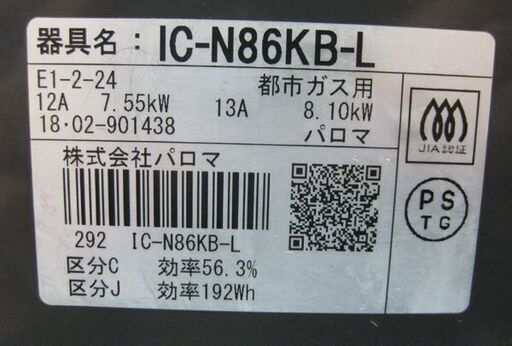 器具名：IC-N86KB-L
E1-2-24 都市ガス用
12A 7.55kW 13A 8.10kW
18・02-901438 パロマ
JIA認証
株式会社パロマ
PS
TG
292 IC-N86KB-L
区分C 効率56.3%
区分J 効率192Wh